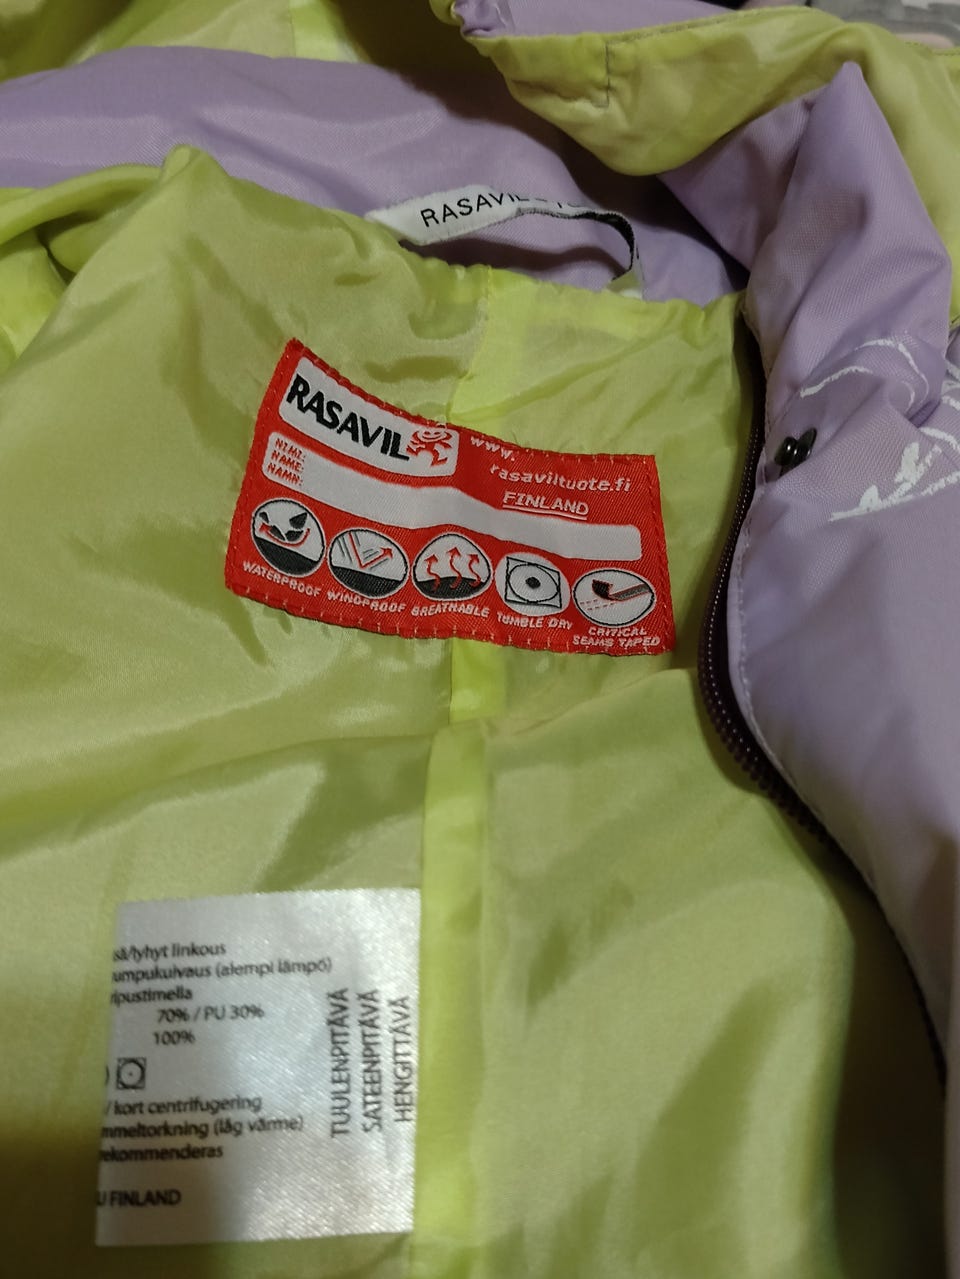 RASAVIL
RASAVIL
www.
rasaviltuote.fi
FINLAND
NIMI:
NAME:
NAMN:
WATERPROOF WINDPROOF BREATHABLE TUMBLE DRY CRITICAL
SEAMS TAPED
sä/lyhyt linkous
umpukuivaus (alempi lämpö)
ripustimella
70% / PU 30%
100%
/ kort centrifugering
mmeltorkning (låg värme)
ekommenderas
U FINLAND
TUULENPITÄVÄ
SATEENPITÄVÄ
HENGITTÄVÄ